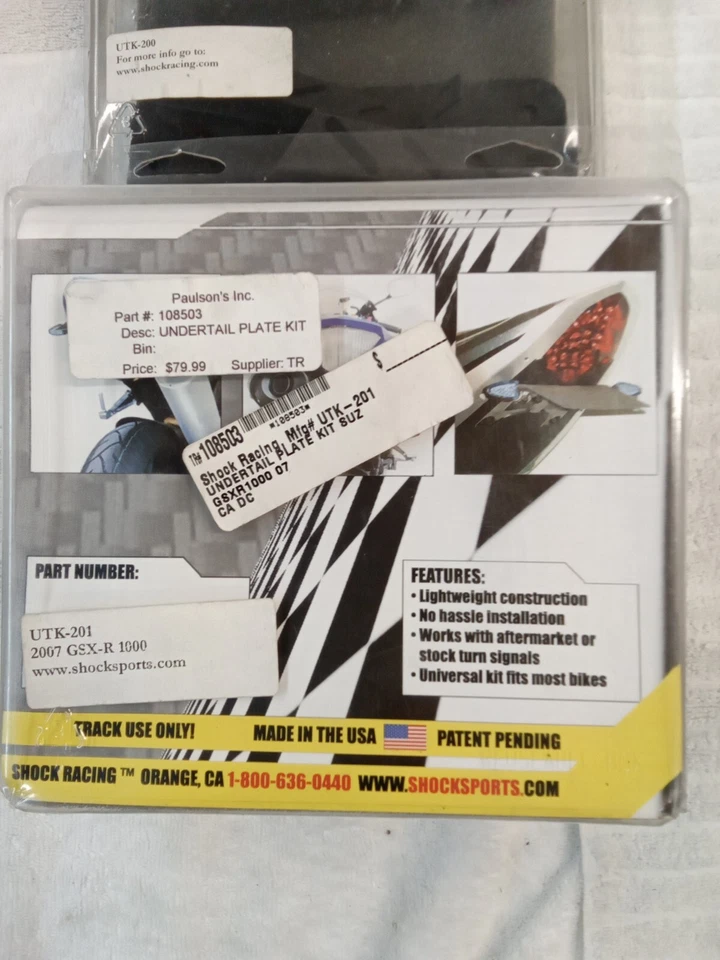 UTK-200
For more info go to:
www.shockracing.com
Paulson's Inc.
Part #: 108503
Desc: UNDERTAIL PLATE KIT
Bin:
Price: $79.99 Supplier: TR
$
TR# 108503 *108503*
Shock Racing Mfg# UTK-201
UNDERTAIL PLATE KIT SUZ
GSXR1000 07
CA DC
PART NUMBER:
UTK-201
2007 GSX-R 1000
www.shocksports.com
FEATURES:
• Lightweight construction
• No hassle installation
• Works with aftermarket or
stock turn signals
• Universal kit fits most bikes
TRACK USE ONLY! MADE IN THE USA PATENT PENDING
SHOCK RACING ™ ORANGE, CA 1-800-636-0440 WWW.SHOCKSPORTS.COM